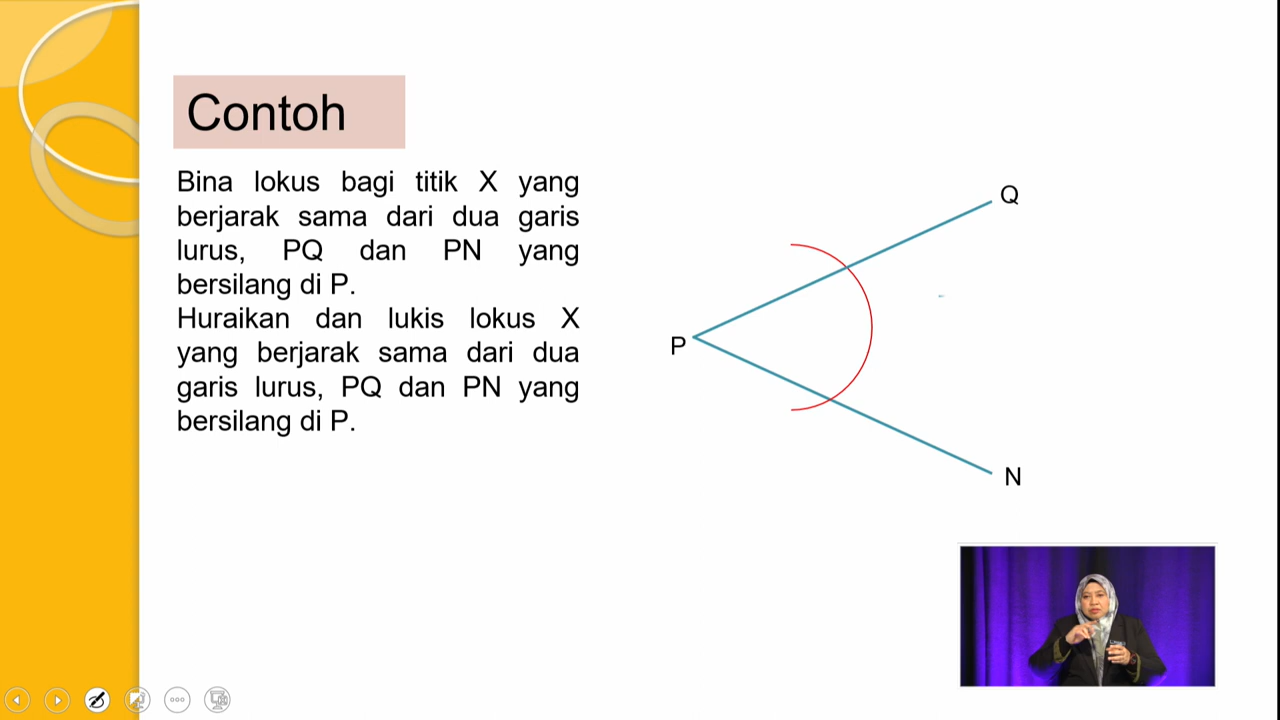 Contoh
Bina lokus bagi titik X yang
berjarak sama dari dua garis
lurus, PQ dan PN yang
bersilang di P.
Huraikan dan lukis lokus X
yang berjarak sama dari dua
garis lurus, PQ dan PN yang
bersilang di P.
Q
P
N